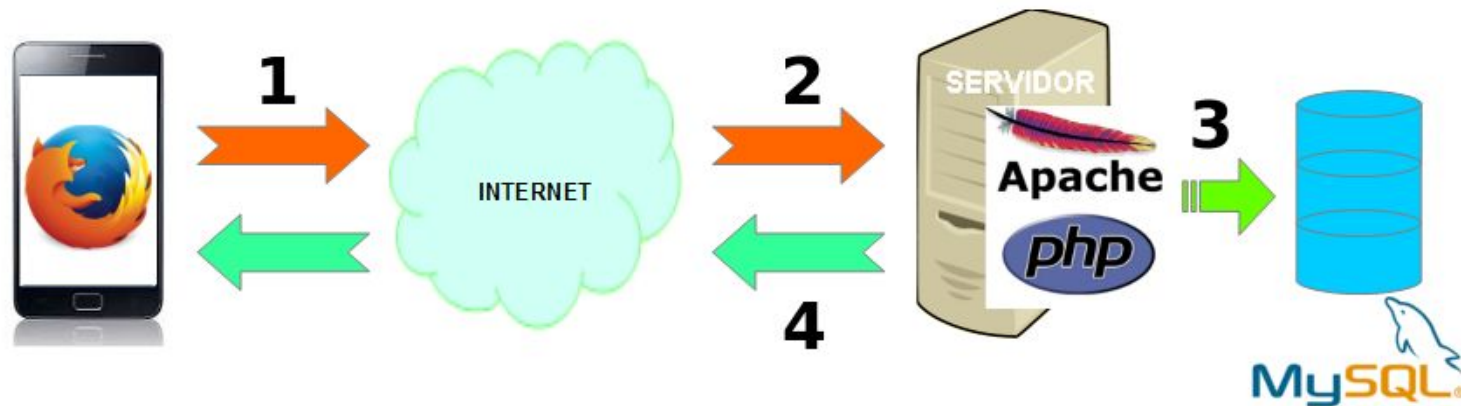 1
2
SERVIDOR
3
Apache
INTERNET
php
4
MySQL®